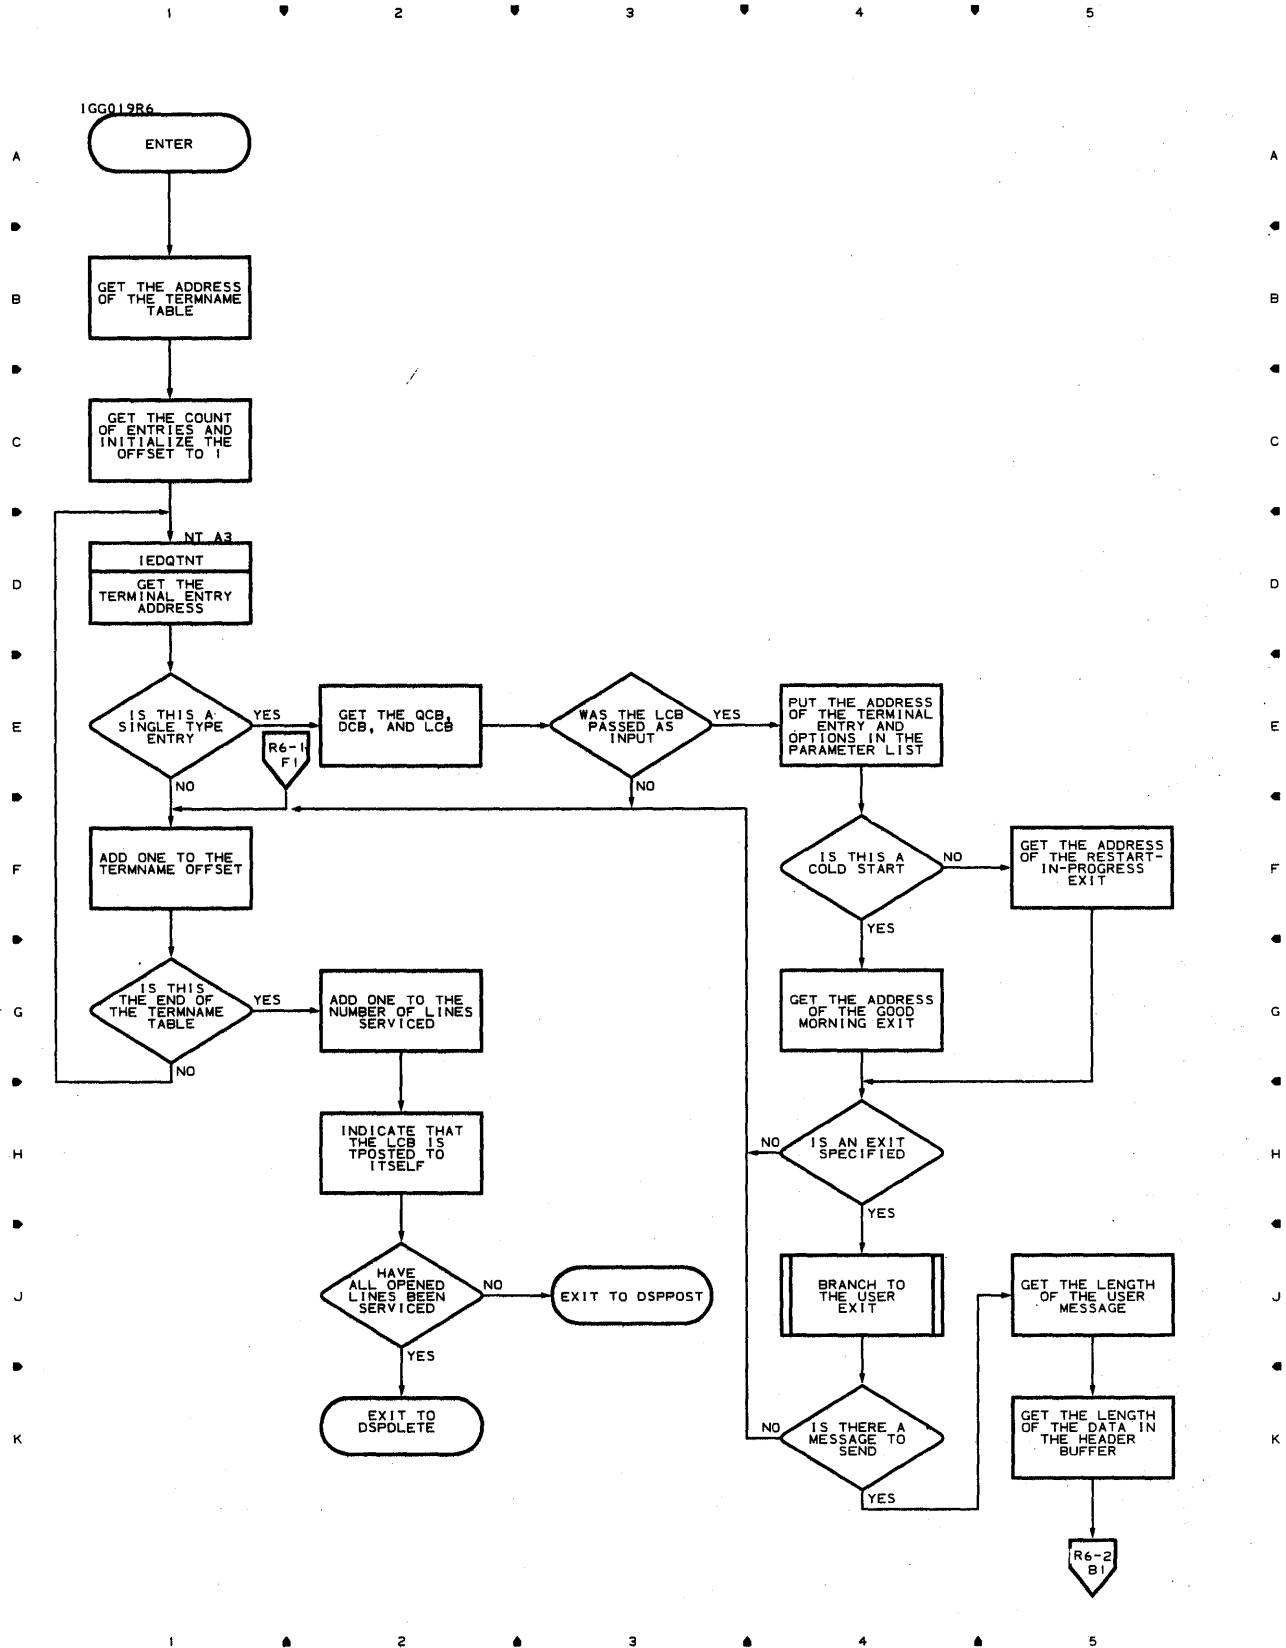 1 2 3 4 5
IGG019R6
ENTER
A A
GET THE ADDRESS
OF THE TERMNAME
TABLE
B B
GET THE COUNT
OF ENTRIES AND
INITIALIZE THE
OFFSET TO 1
C C
NT A3
IEDQTNT
GET THE
TERMINAL ENTRY
ADDRESS
D D
IS THIS A
SINGLE TYPE
ENTRY
YES
NO
GET THE QCB,
DCB, AND LCB
WAS THE LCB
PASSED AS
INPUT
YES
NO
PUT THE ADDRESS
OF THE TERMINAL
ENTRY AND
OPTIONS IN THE
PARAMETER LIST
E E
R6-1
F1
ADD ONE TO THE
TERMNAME OFFSET
IS THIS A
COLD START
NO
YES
GET THE ADDRESS
OF THE RESTART-
IN-PROGRESS
EXIT
F F
IS THIS
THE END OF
THE TERMNAME
TABLE
YES
NO
ADD ONE TO THE
NUMBER OF LINES
SERVICED
GET THE ADDRESS
OF THE GOOD
MORNING EXIT
G G
INDICATE THAT
THE LCB IS
TPOSTED TO
ITSELF
NO
IS AN EXIT
SPECIFIED
YES
H H
HAVE
ALL OPENED
LINES BEEN
SERVICED
NO
YES
EXIT TO DSPPOST
BRANCH TO
THE USER
EXIT
GET THE LENGTH
OF THE USER
MESSAGE
J J
EXIT TO
DSPDLETE
NO
IS THERE A
MESSAGE TO
SEND
YES
GET THE LENGTH
OF THE DATA IN
THE HEADER
BUFFER
K K
R6-2
B1
1 2 3 4 5